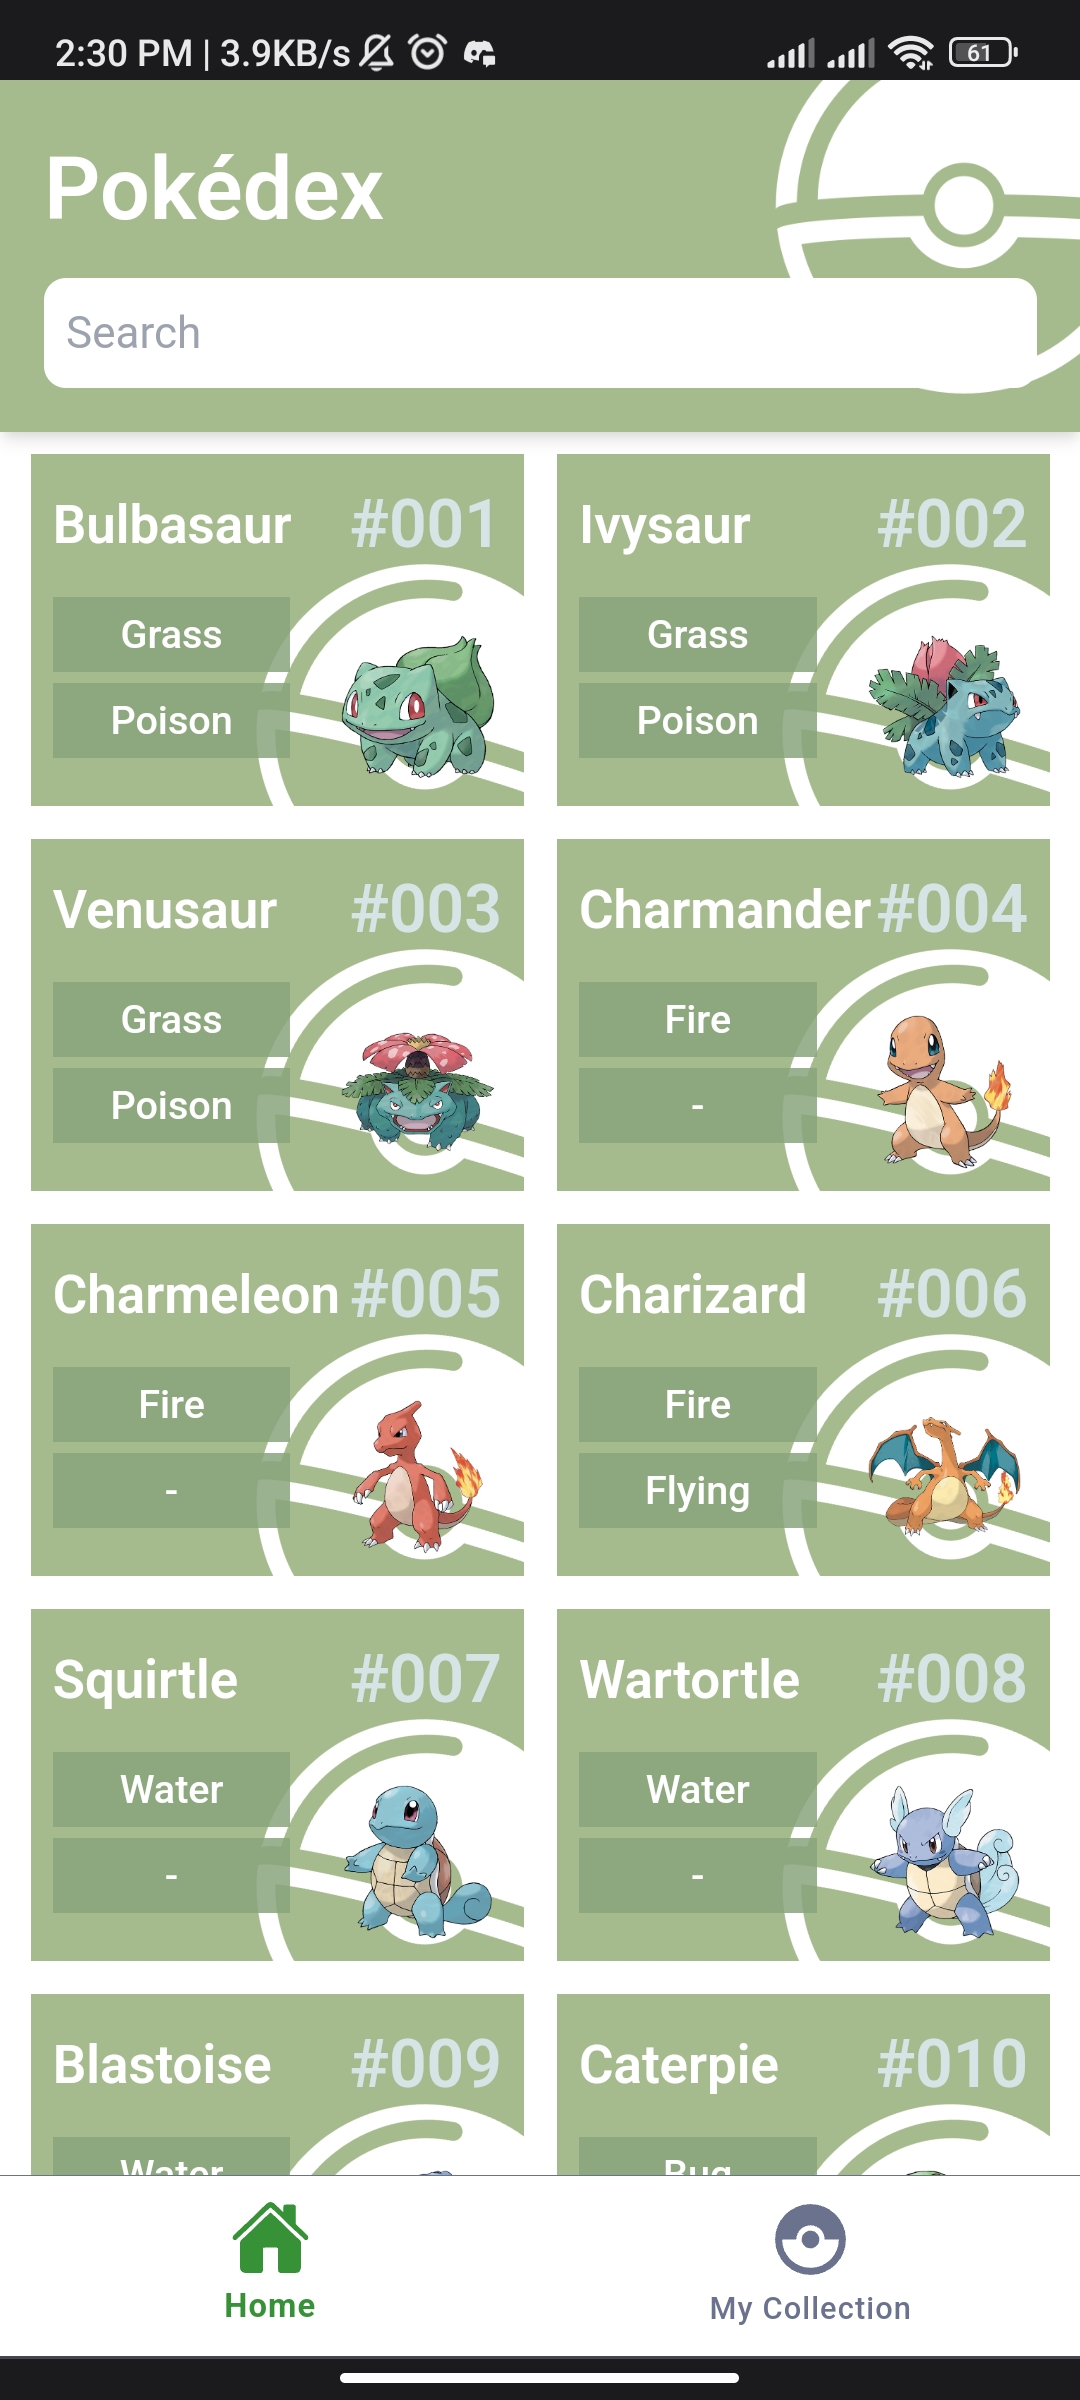 2:30 PM | 3.9KB/s 61
Pokédex
Search
Bulbasaur #001
Grass
Poison
Ivysaur #002
Grass
Poison
Venusaur #003
Grass
Poison
Charmander #004
Fire
-
Charmeleon #005
Fire
-
Charizard #006
Fire
Flying
Squirtle #007
Water
-
Wartortle #008
Water
-
Blastoise #009
Water
Caterpie #010
Bug
Home
My Collection